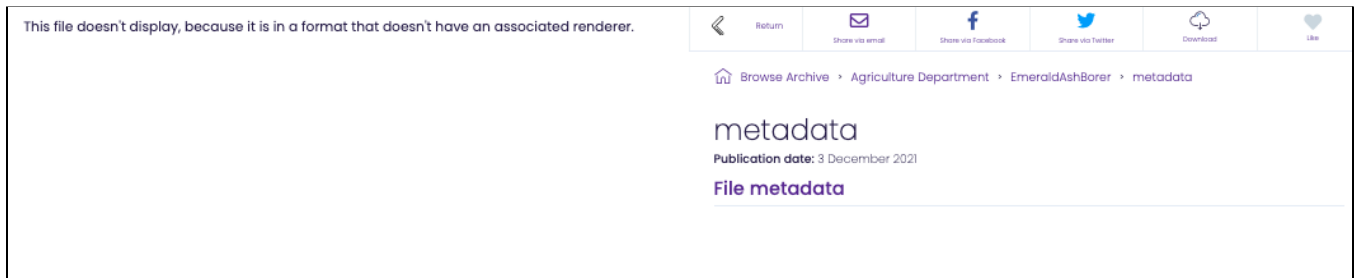 This file doesn't display, because it is in a format that doesn't have an associated renderer.
Return
Share via email
Share via Facebook
Share via Twitter
Download
Like
Browse Archive › Agriculture Department › EmeraldAshBorer › metadata
metadata
Publication date: 3 December 2021
File metadata